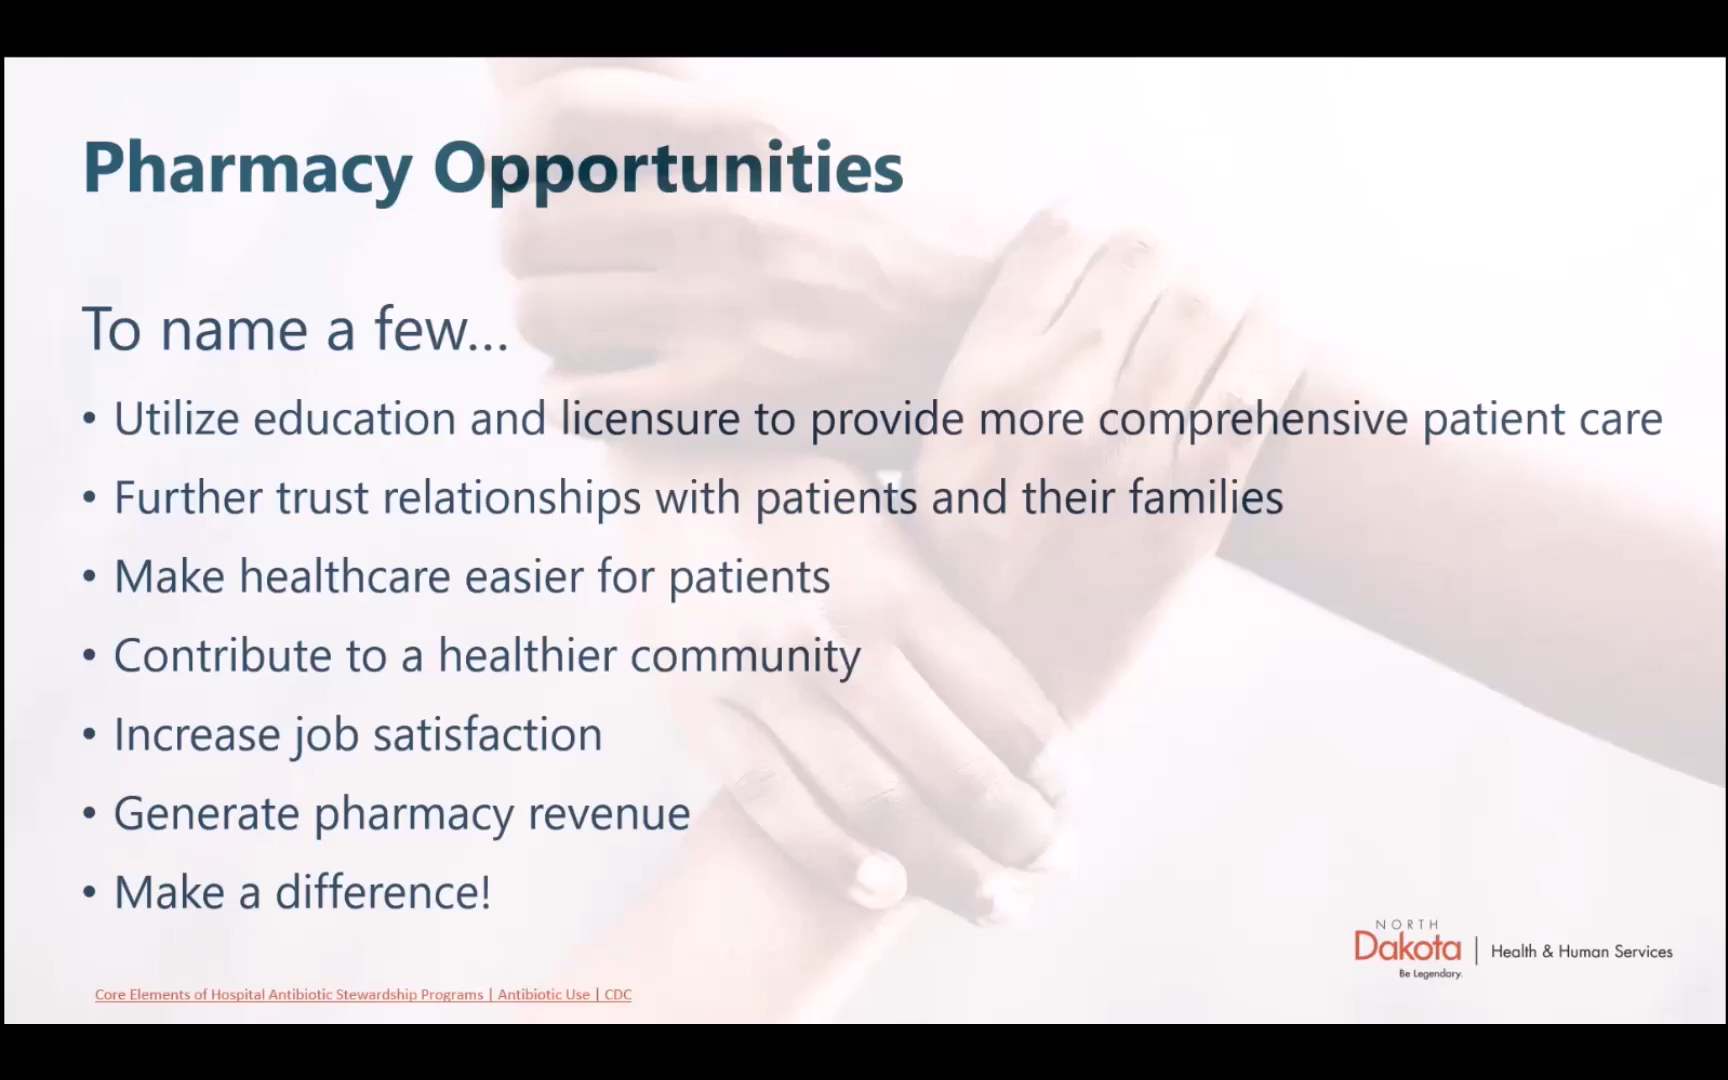 Pharmacy Opportunities
To name a few...
• Utilize education and licensure to provide more comprehensive patient care
• Further trust relationships with patients and their families
• Make healthcare easier for patients
• Contribute to a healthier community
• Increase job satisfaction
• Generate pharmacy revenue
• Make a difference!
NORTH
Dakota | Health & Human Services
Be Legendary.
Core Elements of Hospital Antibiotic Stewardship Programs | Antibiotic Use | CDC